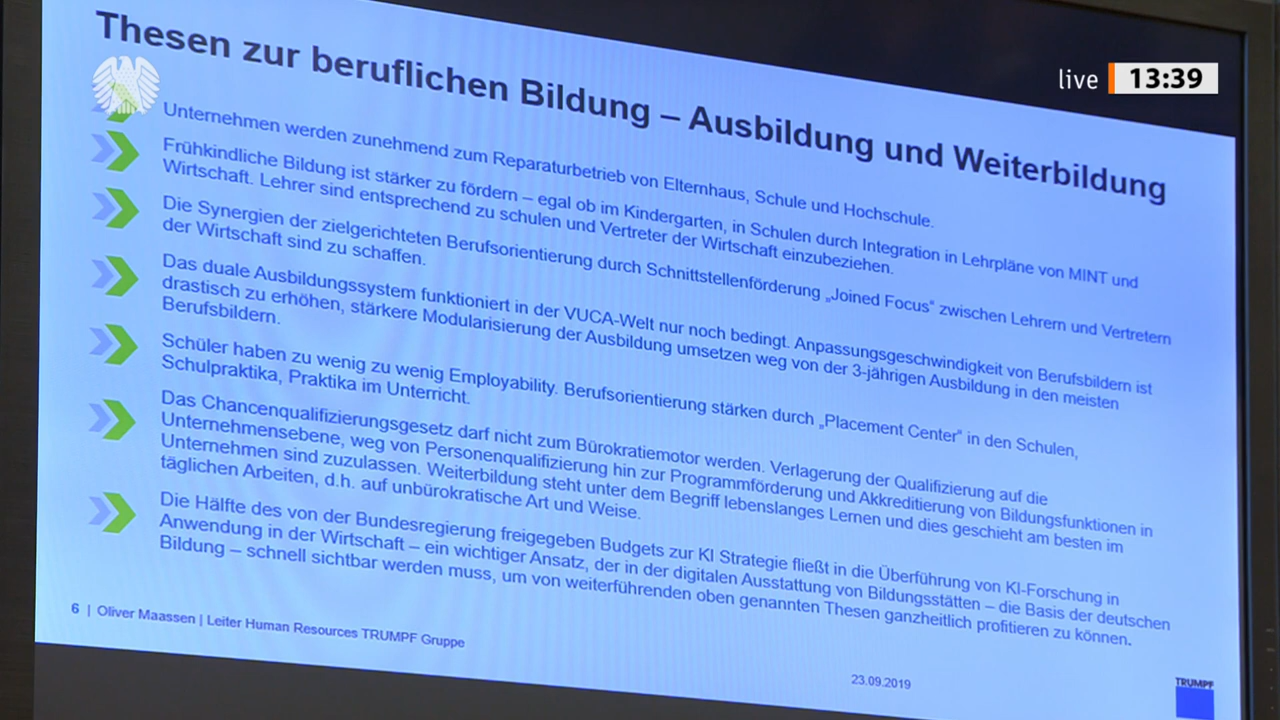 Thesen zur beruflichen Bildung – Ausbildung und Weiterbildung
live 13:39
Unternehmen werden zunehmend zum Reparaturbetrieb von Elternhaus, Schule und Hochschule.
Frühkindliche Bildung ist stärker zu fördern – egal ob im Kindergarten, in Schulen durch Integration in Lehrpläne von MINT und
Wirtschaft. Lehrer sind entsprechend zu schulen und Vertreter der Wirtschaft einzubeziehen.
Die Synergien der zielgerichteten Berufsorientierung durch Schnittstellenförderung „Joined Focus“ zwischen Lehrern und Vertretern
der Wirtschaft sind zu schaffen.
Das duale Ausbildungssystem funktioniert in der VUCA-Welt nur noch bedingt. Anpassungsgeschwindigkeit von Berufsbildern ist
drastisch zu erhöhen, stärkere Modularisierung der Ausbildung umsetzen weg von der 3-jährigen Ausbildung in den meisten
Berufsbildern.
Schüler haben zu wenig zu wenig Employability. Berufsorientierung stärken durch „Placement Center“ in den Schulen,
Schulpraktika, Praktika im Unterricht.
Das Chancenqualifizierungsgesetz darf nicht zum Bürokratiemotor werden. Verlagerung der Qualifizierung auf die
Unternehmensebene, weg von Personenqualifizierung hin zur Programmförderung und Akkreditierung von Bildungsfunktionen in
Unternehmen sind zuzulassen. Weiterbildung steht unter dem Begriff lebenslanges Lernen und dies geschieht am besten im
täglichen Arbeiten, d.h. auf unbürokratische Art und Weise.
Die Hälfte des von der Bundesregierung freigegeben Budgets zur KI Strategie fließt in die Überführung von KI-Forschung in
Anwendung in der Wirtschaft – ein wichtiger Ansatz, der in der digitalen Ausstattung von Bildungsstätten – die Basis der deutschen
Bildung – schnell sichtbar werden muss, um von weiterführenden oben genannten Thesen ganzheitlich profitieren zu können.
6 | Oliver Maassen | Leiter Human Resources TRUMPF Gruppe
23.09.2019
TRUMPF